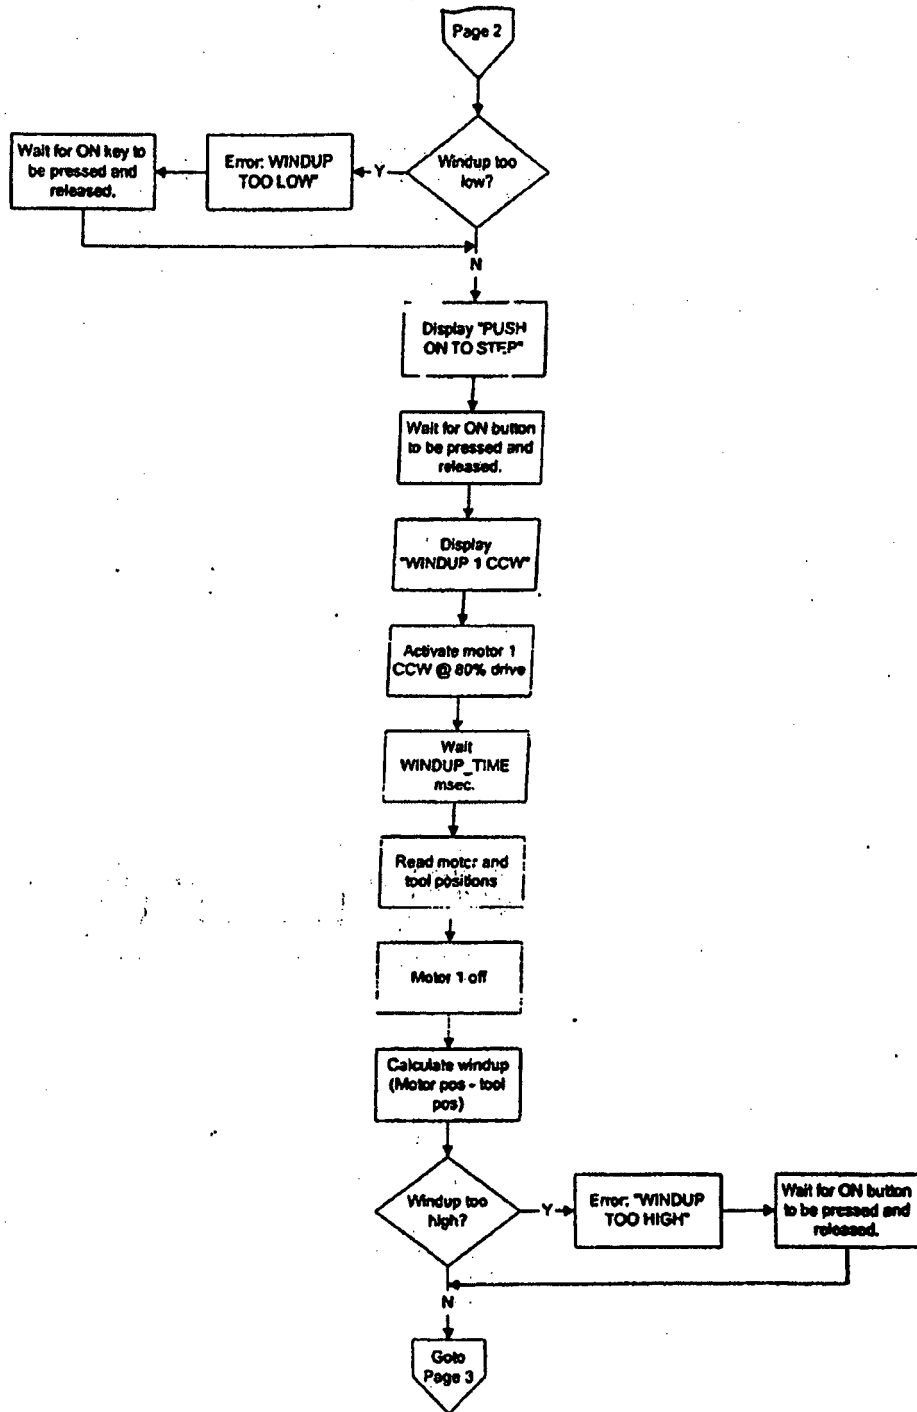 Page 2
Windup too
low?
Y
Error: WINDUP
TOO LOW"
Wait for ON key to
be pressed and
released.
N
Display "PUSH
ON TO STEP"
Wait for ON button
to be pressed and
released.
Display
"WINDUP 1 CCW"
Activate motor 1
CCW @ 80% drive
Wait
WINDUP_TIME
msec.
Read motor and
tool positions
Motor 1 off
Calculate windup
(Motor pos - tool
pos)
Windup too
high?
Y
Error: "WINDUP
TOO HIGH"
Wait for ON button
to be pressed and
released.
N
Goto
Page 3